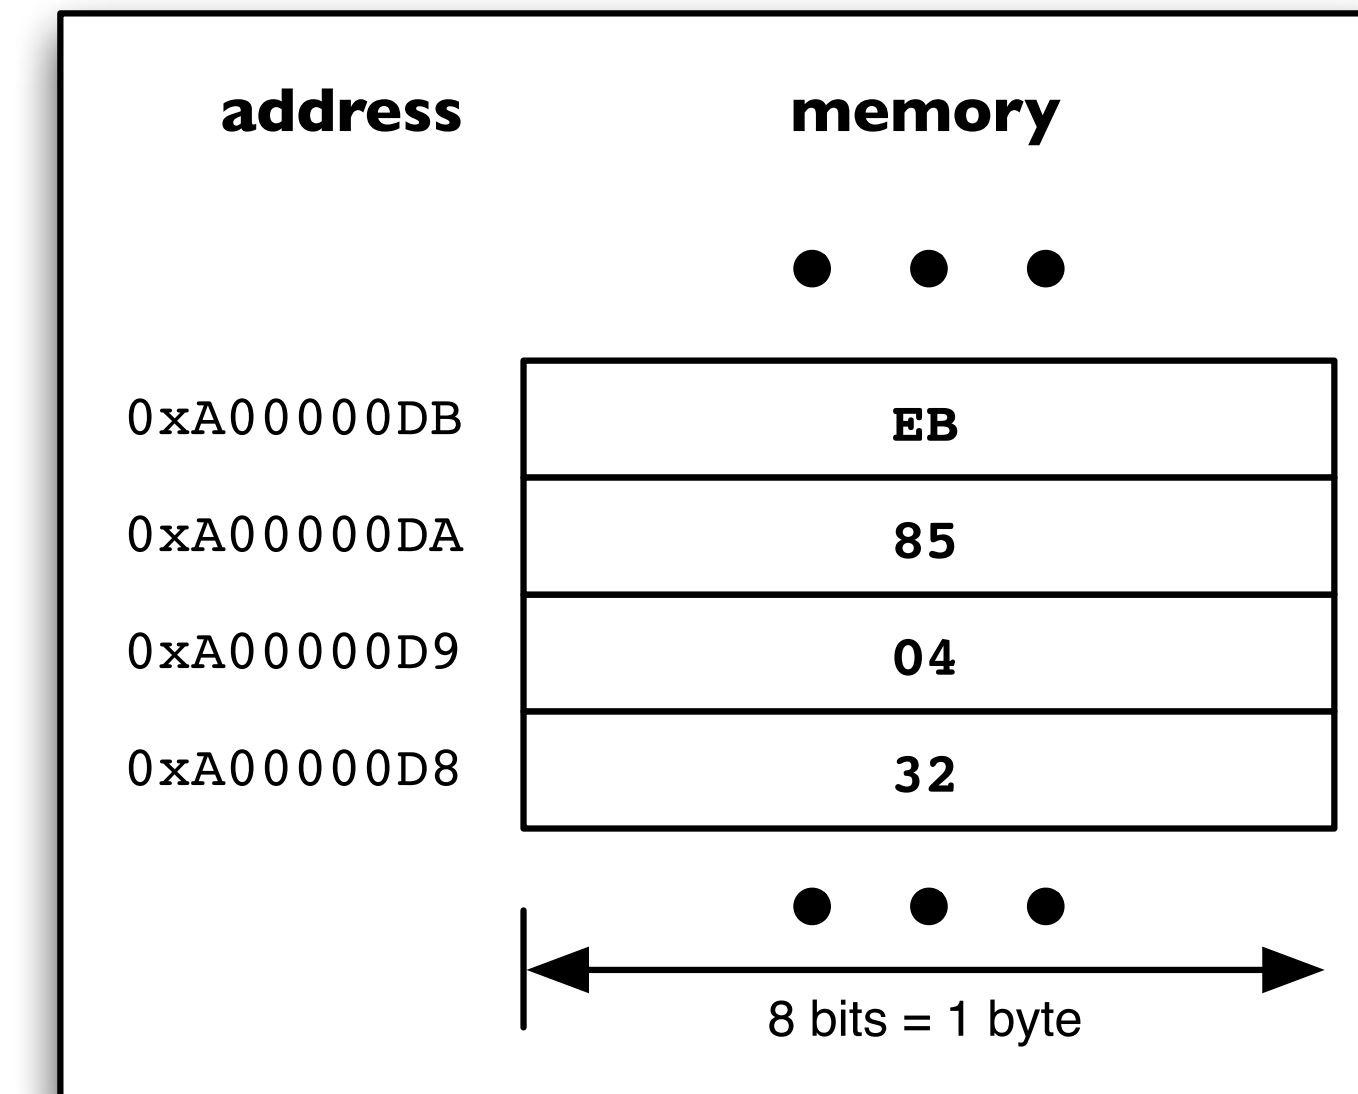 address memory
0xA00000DB EB
0xA00000DA 85
0xA00000D9 04
0xA00000D8 32
8 bits = 1 byte